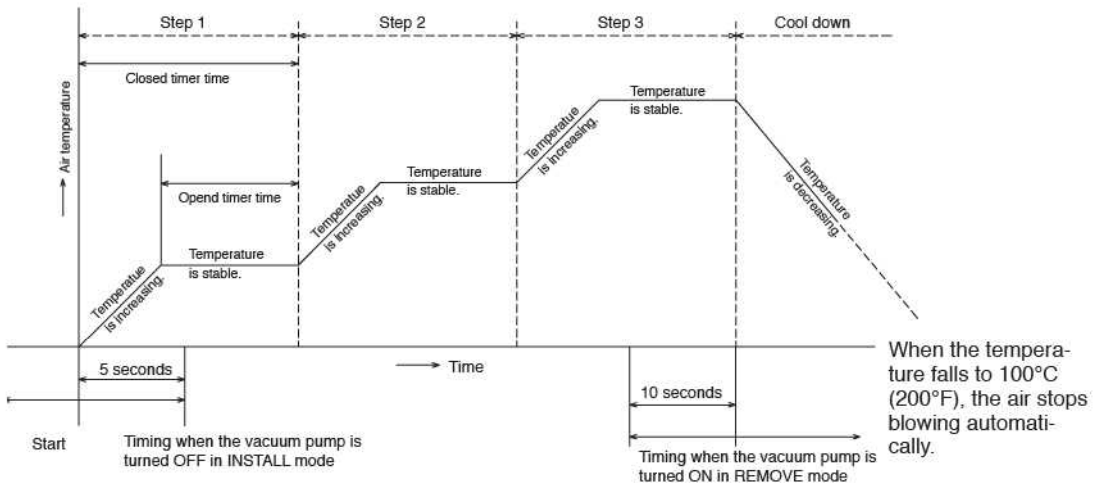 Step 1
Step 2
Step 3
Cool down
Closed timer time
Air temperature
Opend timer time
Temperatue
is increasing.
Temperature
is stable.
Temperatue
is increasing.
Temperature
is stable.
Temperatue
is increasing.
Temperature
is stable.
Temperature
is decreasing.
Time
5 seconds
10 seconds
Start
Timing when the vacuum pump is
turned OFF in INSTALL mode
Timing when the vacuum pump is
turned ON in REMOVE mode
When the tempera-
ture falls to 100°C
(200°F), the air stops
blowing automati-
cally.